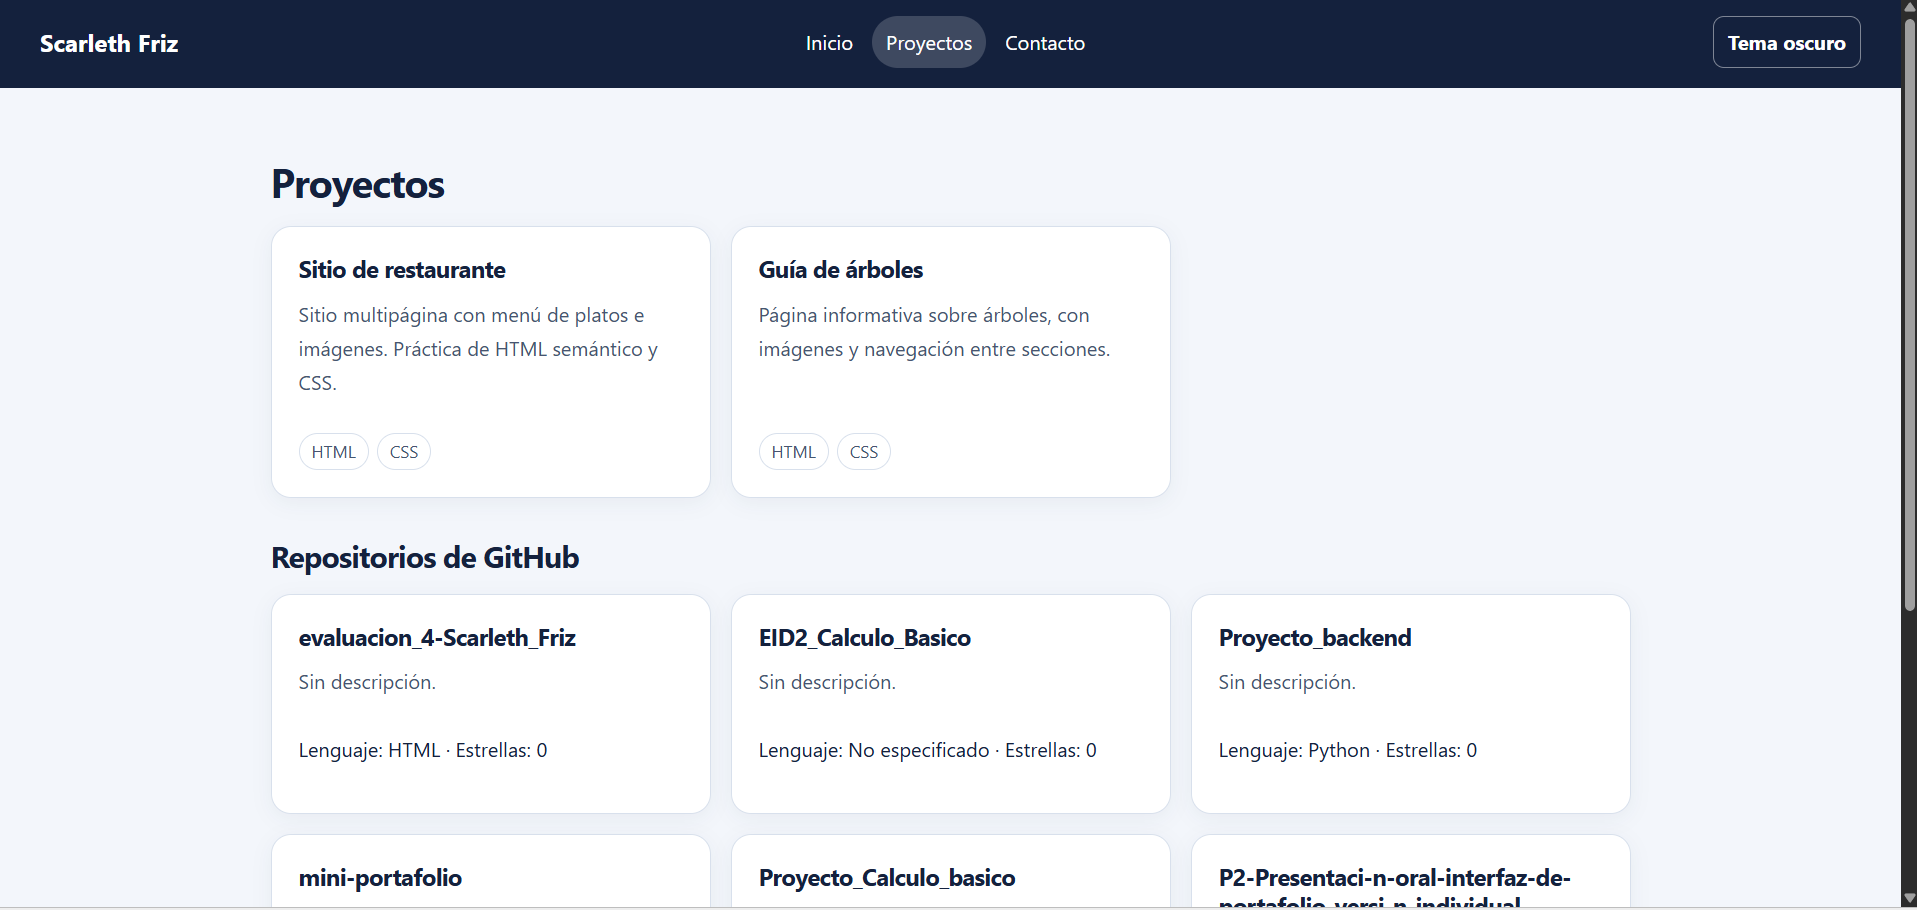 Scarleth Friz
Inicio
Proyectos
Contacto
Tema oscuro
Proyectos
Sitio de restaurante
Sitio multipágina con menú de platos e
imágenes. Práctica de HTML semántico y
CSS.
HTML
CSS
Guía de árboles
Página informativa sobre árboles, con
imágenes y navegación entre secciones.
HTML
CSS
Repositorios de GitHub
evaluacion_4-Scarleth_Friz
Sin descripción.
Lenguaje: HTML · Estrellas: 0
EID2_Calculo_Basico
Sin descripción.
Lenguaje: No especificado · Estrellas: 0
Proyecto_backend
Sin descripción.
Lenguaje: Python · Estrellas: 0
mini-portafolio
Proyecto_Calculo_basico
P2-Presentaci-n-oral-interfaz-de-
portafolio-versi-n-individual